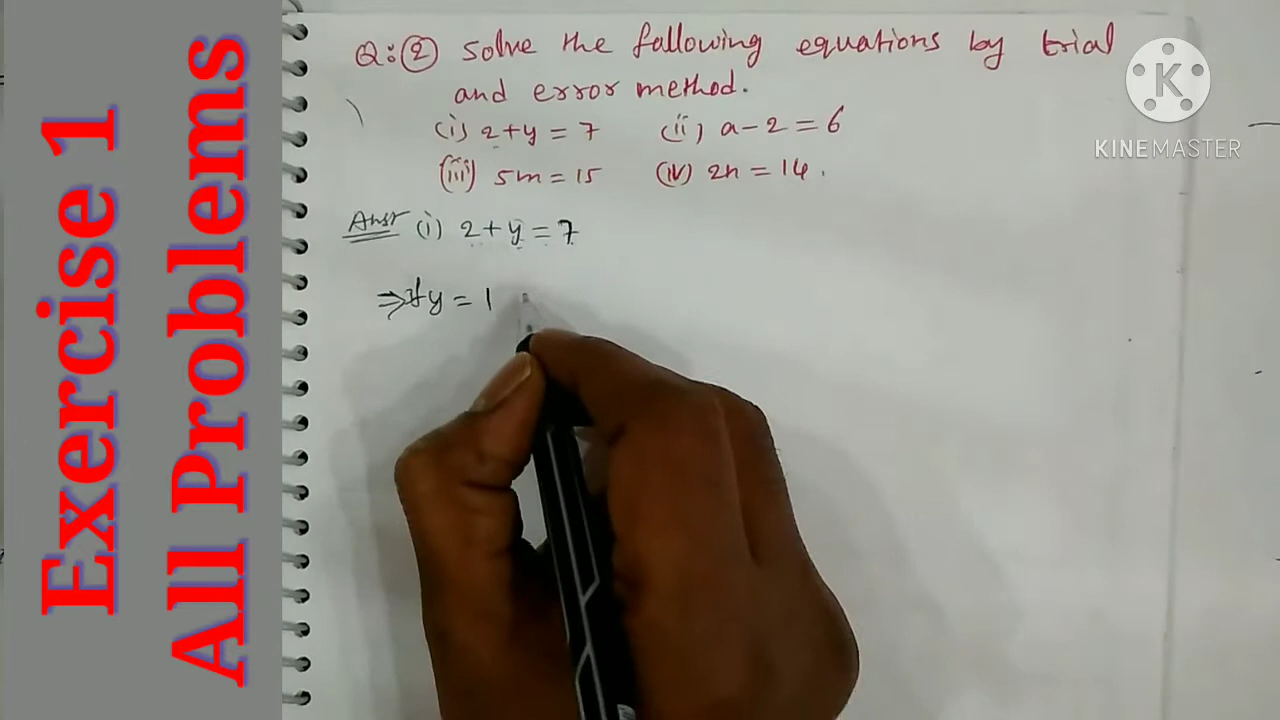 Exercise 1
All Problems
Q:② Solve the following equations by trial
and error method.
(i) 2+y = 7 (ii) a-2 = 6
(iii) 5m = 15 (iv) 2n = 14.
Ans: (i) 2+y = 7
⇒ If y = 1
K
KINEMASTER